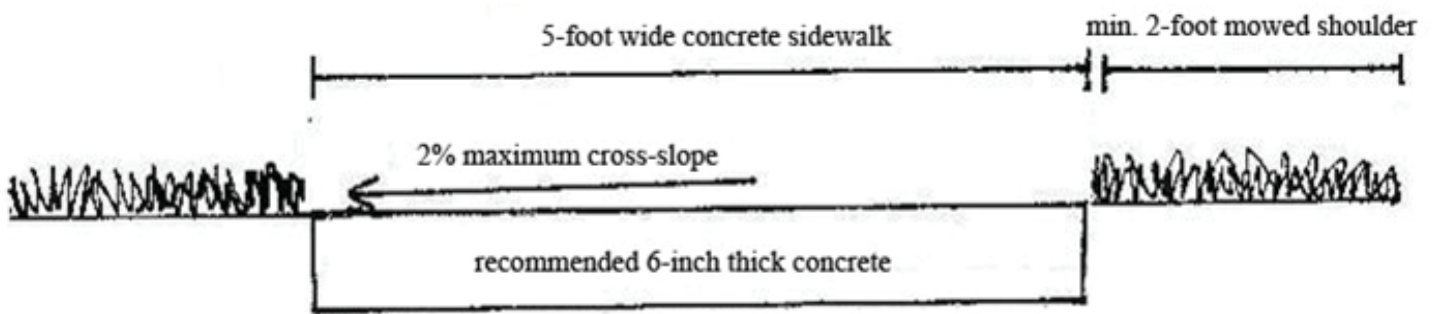 5-foot wide concrete sidewalk
min. 2-foot mowed shoulder
2% maximum cross-slope
recommended 6-inch thick concrete